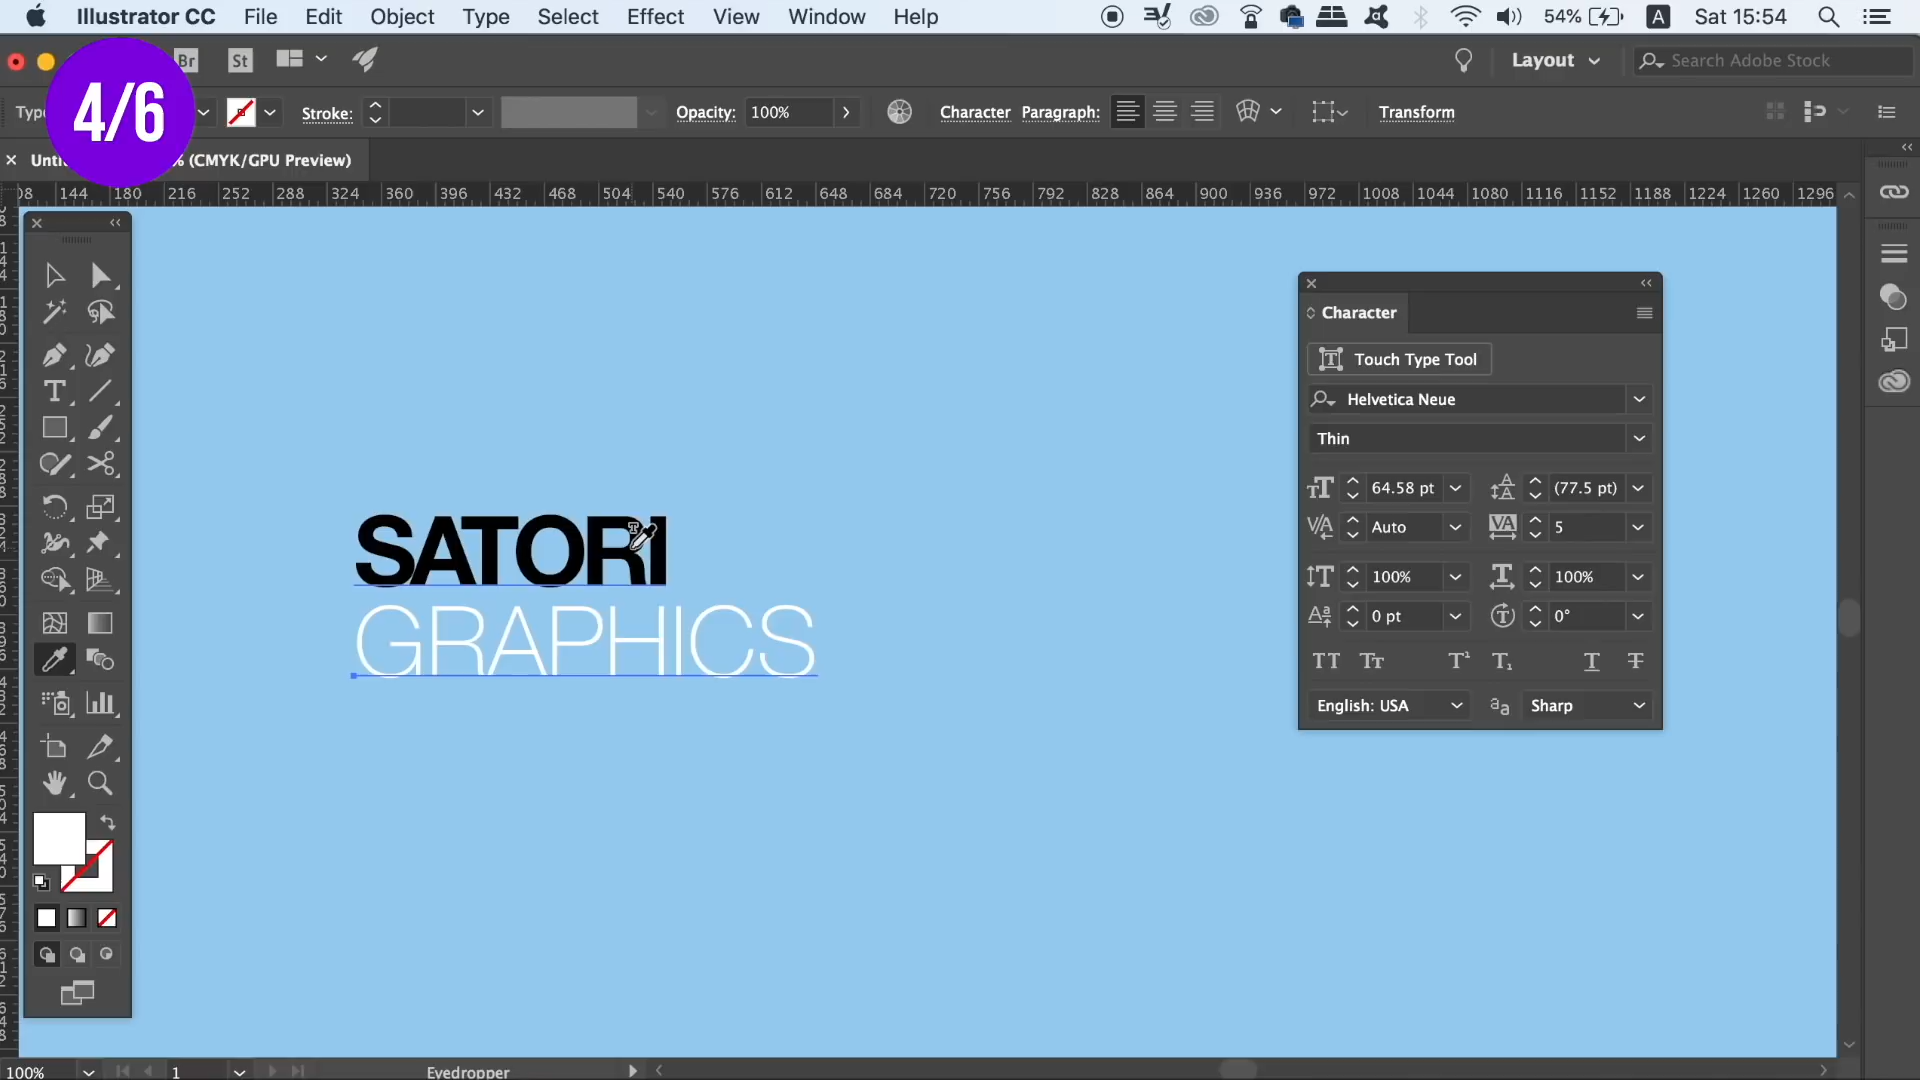 Illustrator CC File Edit Object Type Select Effect View Window Help 54% A Sat 15:54
Br St Layout Search Adobe Stock
4/6
Stroke: Opacity: 100% Character Paragraph: Transform
% (CMYK/GPU Preview)
144 180 216 252 288 324 360 396 432 468 504 540 576 612 648 684 720 756 792 828 864 900 936 972 1008 1044 1080 1116 1152 1188 1224 1260 1296
Character
Touch Type Tool
Helvetica Neue
Thin
64.58 pt (77.5 pt)
Auto 5
100% 100%
0 pt 0°
English: USA Sharp
SATORI
GRAPHICS
100% 1 Eyedropper